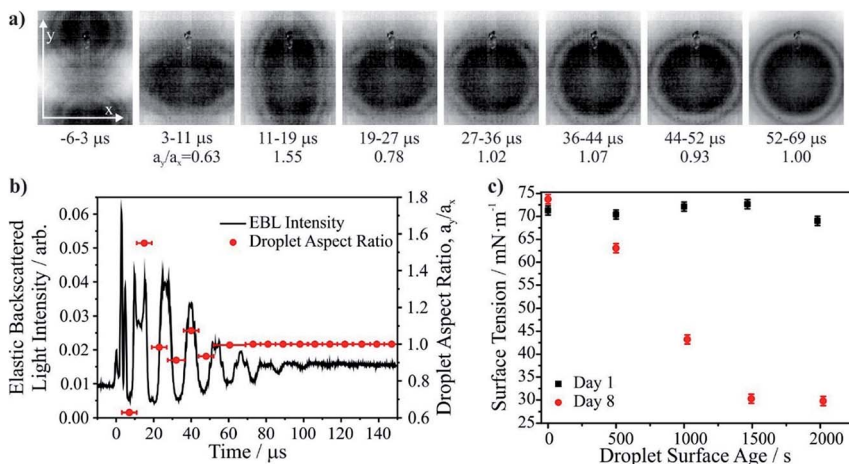 a)
y
x
-6-3 μs 3-11 μs 11-19 μs 19-27 μs 27-36 μs 36-44 μs 44-52 μs 52-69 μs
a_y/a_x=0.63 1.55 0.78 1.02 1.07 0.93 1.00
b)
EBL Intensity
Droplet Aspect Ratio
Elastic Backscattered
Light Intensity / arb.
0.06
0.05
0.04
0.03
0.02
0.01
0.00
0 20 40 60 80 100 120 140
Time / μs
1.8
1.6
1.4
1.2
1.0
0.8
0.6
Droplet Aspect Ratio, a_y/a_x
c)
Surface Tension / mN·m⁻¹
75
70
65
60
55
50
45
40
35
30
25
Day 1
Day 8
0 500 1000 1500 2000
Droplet Surface Age / s